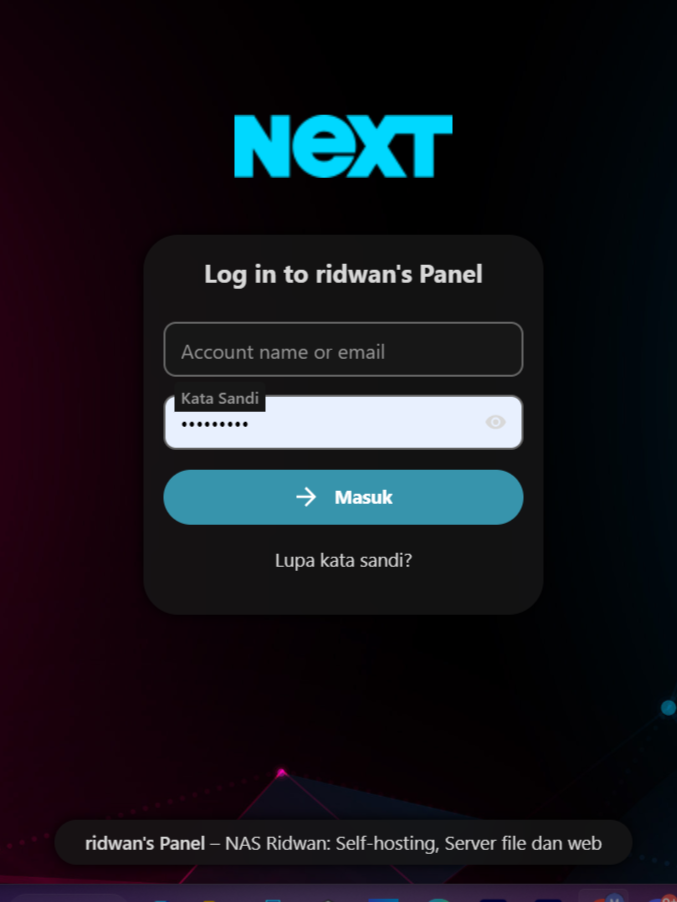 NeXT
Log in to ridwan's Panel
Account name or email
Kata Sandi
•••••••••
Masuk
Lupa kata sandi?
ridwan's Panel – NAS Ridwan: Self-hosting, Server file dan web